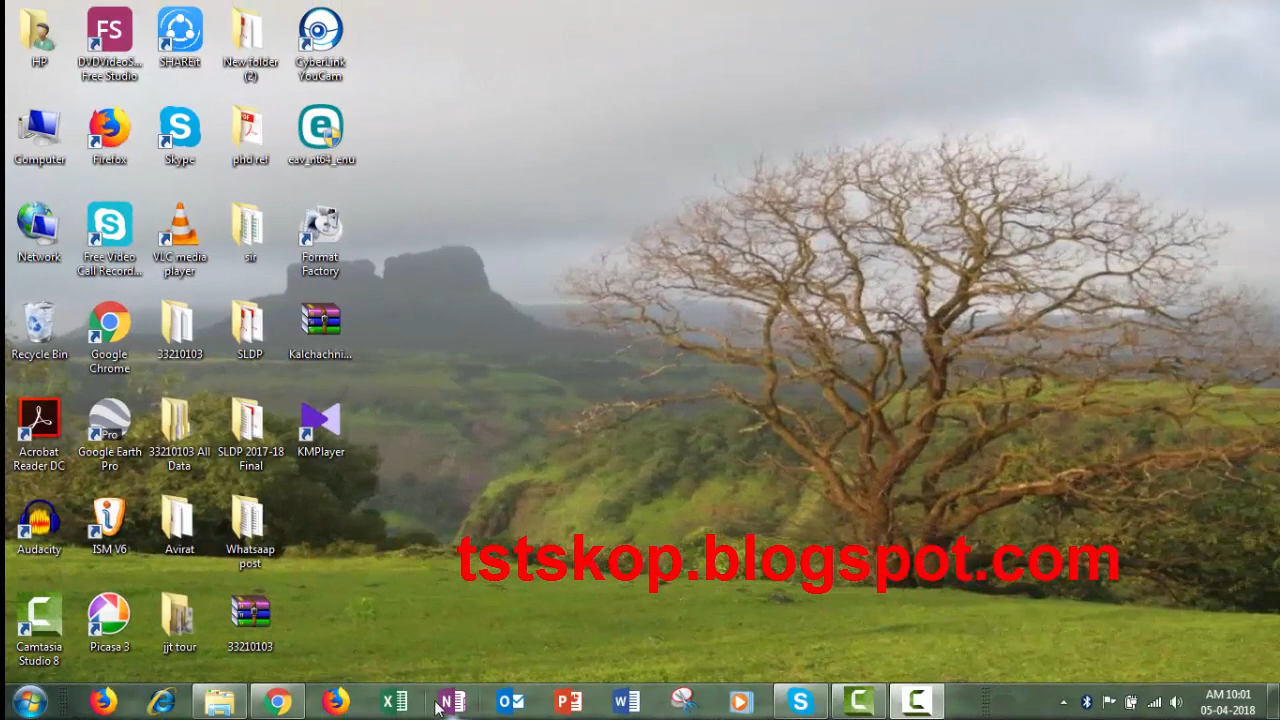 HP
DVDVideoS...
Free Studio
SHAREit
New folder
(2)
CyberLink
YouCam
Computer
Firefox
Skype
phd ref
eav_nt64_enu
Network
Free Video
Call Record...
VLC media
player
sir
Format
Factory
Recycle Bin
Google
Chrome
33210103
SLDP
Kalchachni...
Acrobat
Reader DC
Google Earth
Pro
33210103 All
Data
SLDP 2017-18
Final
KMPlayer
Audacity
ISM V6
Avirat
Whatsaap
post
tstskop.blogspot.com
Camtasia
Studio 8
Picasa 3
jjt tour
33210103
AM 10:01
05-04-2018